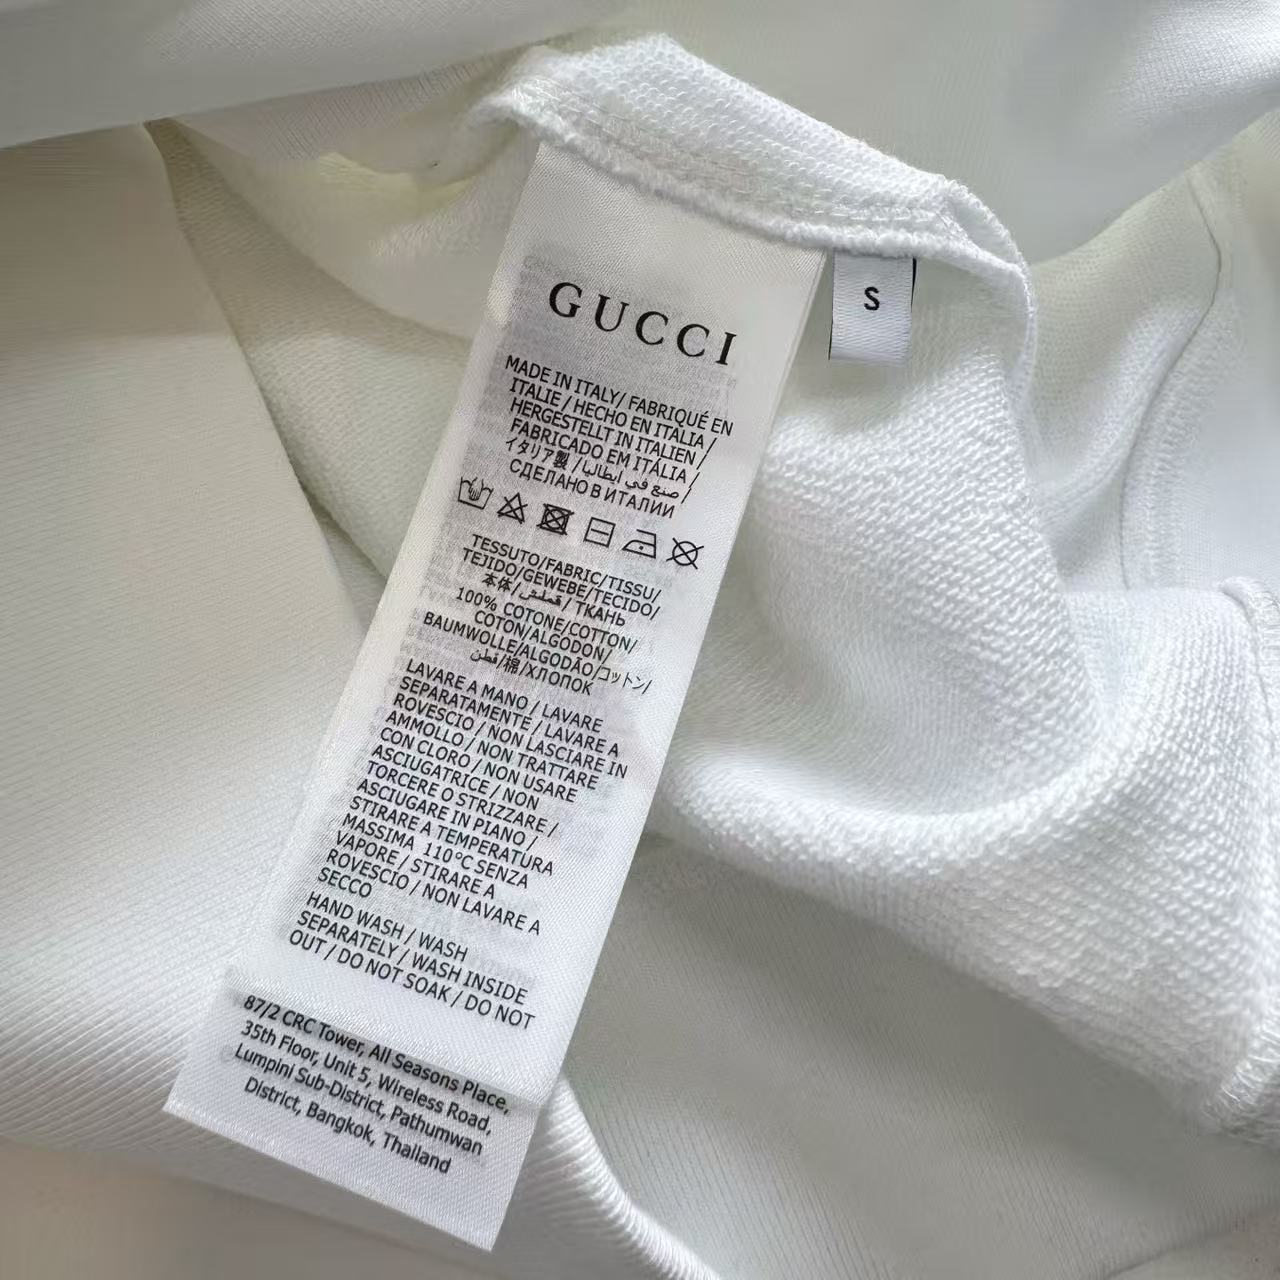 GUCCI
MADE IN ITALY/ FABRIQUÉ EN
ITALIE / HECHO EN ITALIA /
HERGESTELLT IN ITALIEN /
FABRICADO EM ITÁLIA /
イタリア製 / صنع في ايطاليا /
СДЕЛАНО В ИТАЛИИ
TESSUTO/FABRIC/TISSU/
TEJIDO/GEWEBE/TECIDO/
本体/قطتش/ТКАНЬ
100% COTONE/COTTON/
COTON/ALGODÓN/
BAUMWOLLE/ALGODÃO/コットン/
قطن/棉/ХЛОПОК
LAVARE A MANO / LAVARE
SEPARATAMENTE / LAVARE A
ROVESCIO / NON LASCIARE IN
AMMOLLO / NON TRATTARE
CON CLORO / NON USARE
ASCIUGATRICE / NON
TORCERE O STRIZZARE /
ASCIUGARE IN PIANO /
STIRARE A TEMPERATURA
MASSIMA 110°C SENZA
VAPORE / STIRARE A
ROVESCIO / NON LAVARE A
SECCO
HAND WASH / WASH
SEPARATELY / WASH INSIDE
OUT / DO NOT SOAK / DO NOT
87/2 CRC Tower, All Seasons Place,
35th Floor, Unit 5, Wireless Road,
Lumpini Sub-District, Pathumwan
District, Bangkok, Thailand
S